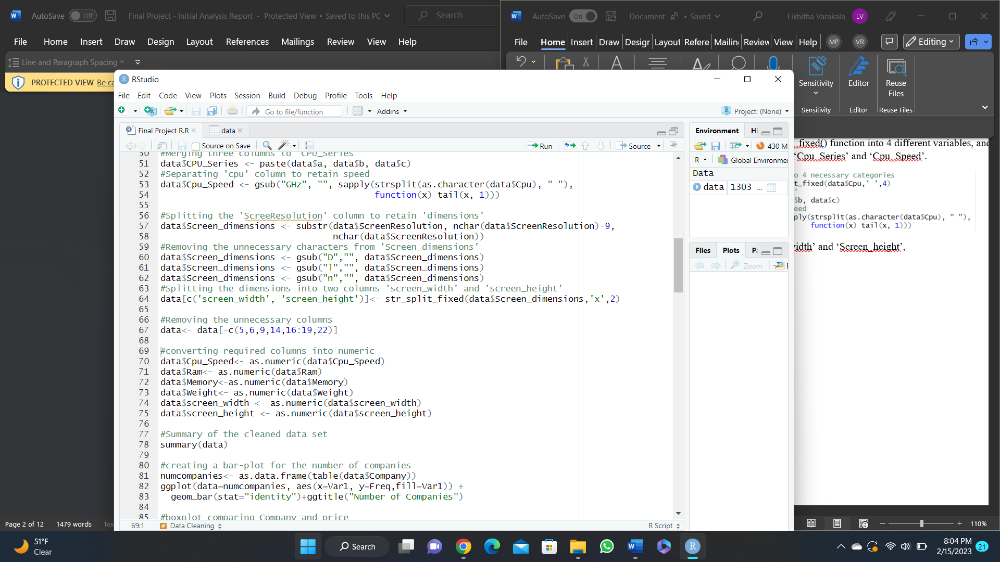 AutoSave Off Final Project - Initial Analysis Report - Protected View • Saved to this PC Search
AutoSave On Document • Saved Likhitha Varakala LV
File Home Insert Draw Design Layout References Mailings Review View Help
File Home Insert Draw Desigr Layout Refere Mailin Review View Help MP VR Editing
Line and Paragraph Spacing
PROTECTED VIEW Be ca
Sensitivity
Editor
Reuse Files
Sensitivity Editor Reuse Files
RStudio
File Edit Code View Plots Session Build Debug Profile Tools Help
Go to file/function Addins Project: (None)
Final Project R.R data
Source on Save Run Source
50 #Merging three columns to 'CPU_Series'
51 data$CPU_Series <- paste(data$a, data$b, data$c)
52 #Separating 'cpu' column to retain speed
53 data$Cpu_Speed <- gsub("GHz", "", sapply(strsplit(as.character(data$Cpu), " "),
54 function(x) tail(x, 1)))
55
56 #Splitting the 'ScreeResolution' column to retain 'dimensions'
57 data$Screen_dimensions <- substr(data$ScreenResolution, nchar(data$ScreenResolution)-9,
58 nchar(data$ScreenResolution))
59 #Removing the unnecessary characters from 'Screen_dimensions'
60 data$Screen_dimensions <- gsub("D","", data$Screen_dimensions)
61 data$Screen_dimensions <- gsub("l","", data$Screen_dimensions)
62 data$Screen_dimensions <- gsub("n","", data$Screen_dimensions)
63 #Splitting the dimensions into two columns 'screen_width' and 'screen_height'
64 data[c('screen_width', 'screen_height')]<- str_split_fixed(data$Screen_dimensions,'x',2)
65
66 #Removing the unnecessary columns
67 data<- data[-c(5,6,9,14,16:19,22)]
68
69 #converting required columns into numeric
70 data$Cpu_Speed<- as.numeric(data$Cpu_Speed)
71 data$Ram<- as.numeric(data$Ram)
72 data$Memory<-as.numeric(data$Memory)
73 data$Weight<- as.numeric(data$Weight)
74 data$screen_width <- as.numeric(data$screen_width)
75 data$screen_height <- as.numeric(data$screen_height)
76
77 #Summary of the cleaned data set
78 summary(data)
79
80 #creating a bar-plot for the number of companies
81 numcompanies<- as.data.frame(table(data$Company))
82 ggplot(data=numcompanies, aes(x=Var1, y=Freq,fill=Var1)) +
83 geom_bar(stat="identity")+ggtitle("Number of Companies")
84
85 #boxplot comparing Company and price
69:1 Data Cleaning R Script
Environment Hi
430 M
R Global Environme
Data
data 1303 ...
Files Plots Pa
Zoom E
_fixed() function into 4 different variables, and
‘Cpu_Series’ and ‘Cpu_Speed’.
o 4 necessary categories
t_fixed(data$Cpu,' ',4)
'
$b, data$c)
eed
ply(strsplit(as.character(data$Cpu), " "),
function(x) tail(x, 1)))
width’ and ‘Screen_height’,
Page 2 of 12 1479 words Tex
110%
51°F
Clear
Search
8:04 PM
2/15/2023
21